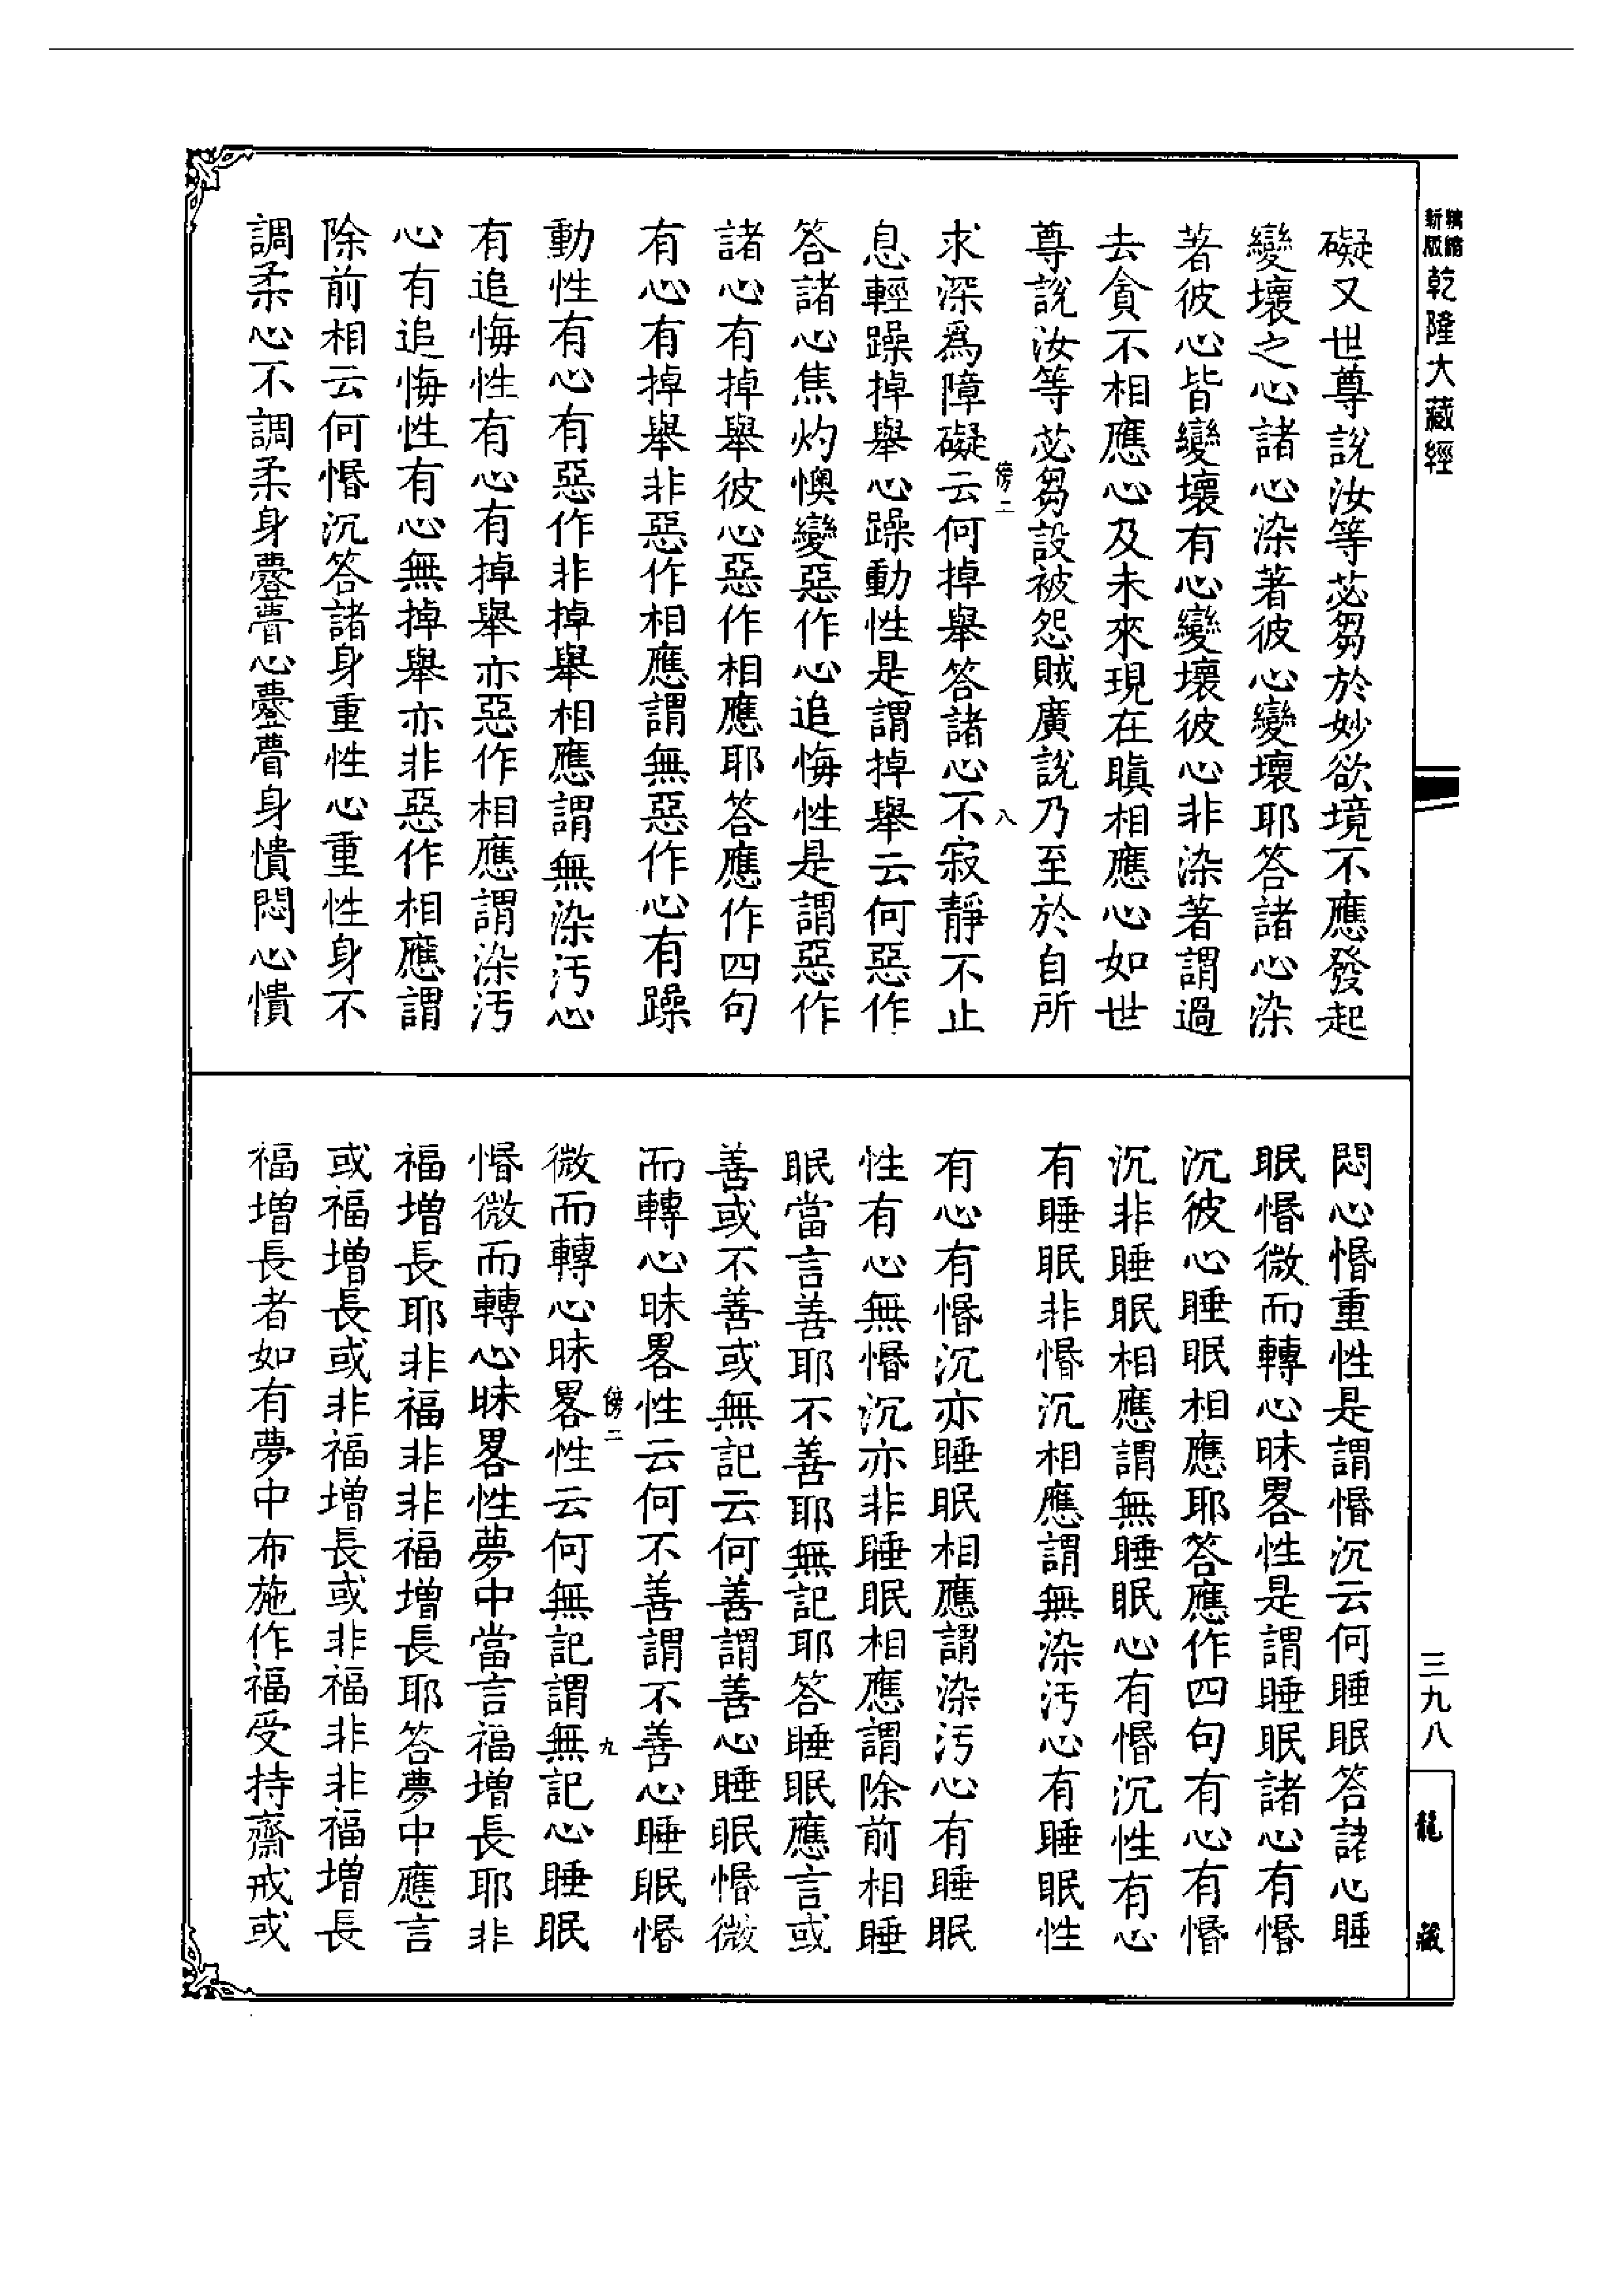 精縮新版乾隆大藏經
礙又世尊說汝等苾芻於妙欲境不應發起
變壞之心諸心染著彼心變壞耶答諸心染
著彼心皆變壞有心變壞彼心非染著謂過
去貪不相應心及未來現在瞋相應心如世
尊說汝等苾芻設被怨賊廣說乃至於自所
傍二
八
求深爲障礙云何掉舉答諸心不寂靜不止
息輕躁掉舉心躁動性是謂掉舉云何惡作
答諸心焦灼懊變惡作心追悔性是謂惡作
諸心有掉舉彼心惡作相應耶答應作四句
有心有掉舉非惡作相應謂無惡作心有躁
動性有心有惡作非掉舉相應謂無染汚心
有追悔性有心有掉舉亦惡作相應謂染汚
心有追悔性有心無掉舉亦非惡作相應謂
除前相云何惛沉答諸身重性心重性身不
調柔心不調柔身𧄼瞢心𧄼瞢身憒悶心憒
悶心惛重性是謂惛沉云何睡眠答諸心睡
眠惛微而轉心昧畧性是謂睡眠諸心有惛
沉彼心睡眠相應耶答應作四句有心有惛
沉非睡眠相應謂無睡眠心有惛沉性有心
有睡眠非惛沉相應謂無染汚心有睡眠性
有心有惛沉亦睡眠相應謂染汚心有睡眠
性有心無惛沉亦非睡眠相應謂除前相睡
眠當言善耶不善耶無記耶答睡眠應言或
善或不善或無記云何善謂善心睡眠惛微
而轉心昧畧性云何不善謂不善心睡眠惛
傍二
九
微而轉心昧畧性云何無記謂無記心睡眠
惛微而轉心昧畧性夢中當言福增長耶非
福增長耶非福非非福增長耶答夢中應言
或福增長或非福增長或非福非非福增長
福增長者如有夢中布施作福受持齋戒或
三九八
龍藏